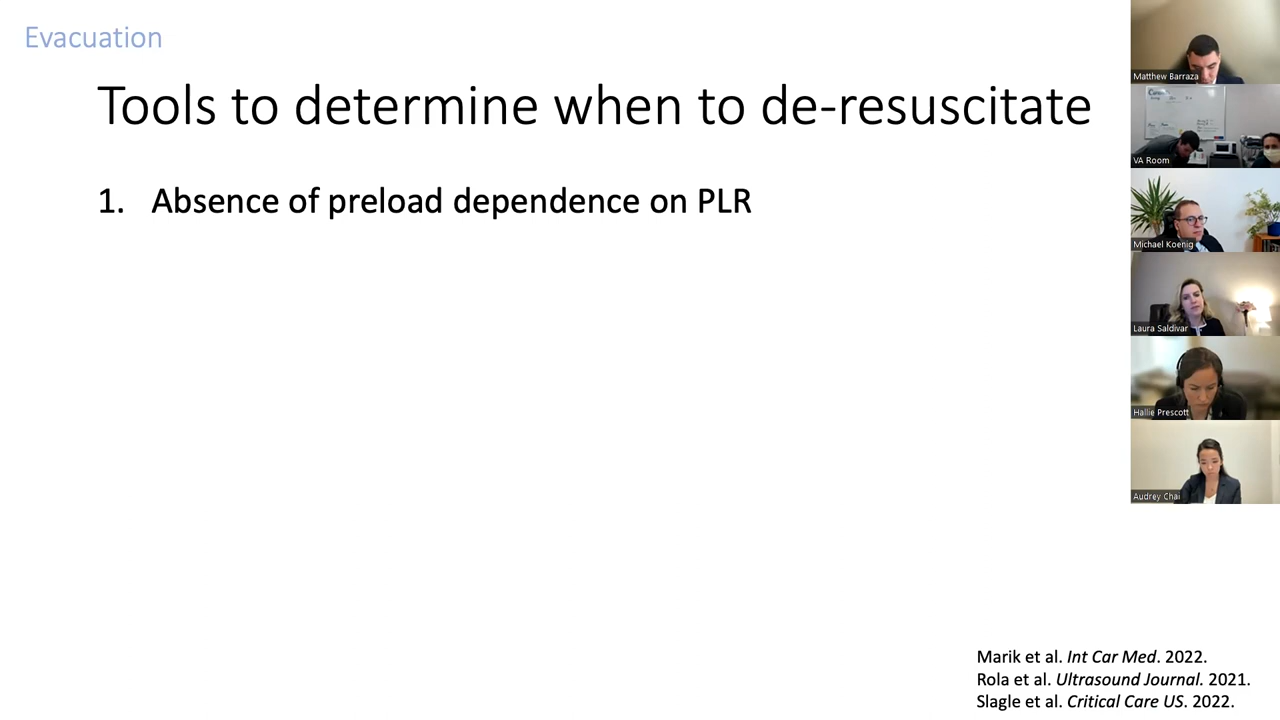 Evacuation
Tools to determine when to de-resuscitate
1. Absence of preload dependence on PLR
Marik et al. Int Car Med. 2022.
Rola et al. Ultrasound Journal. 2021.
Slagle et al. Critical Care US. 2022.
Matthew Barraza
VA Room
Michael Koenig
Laura Saldivar
Hallie Prescott
Audrey Chai